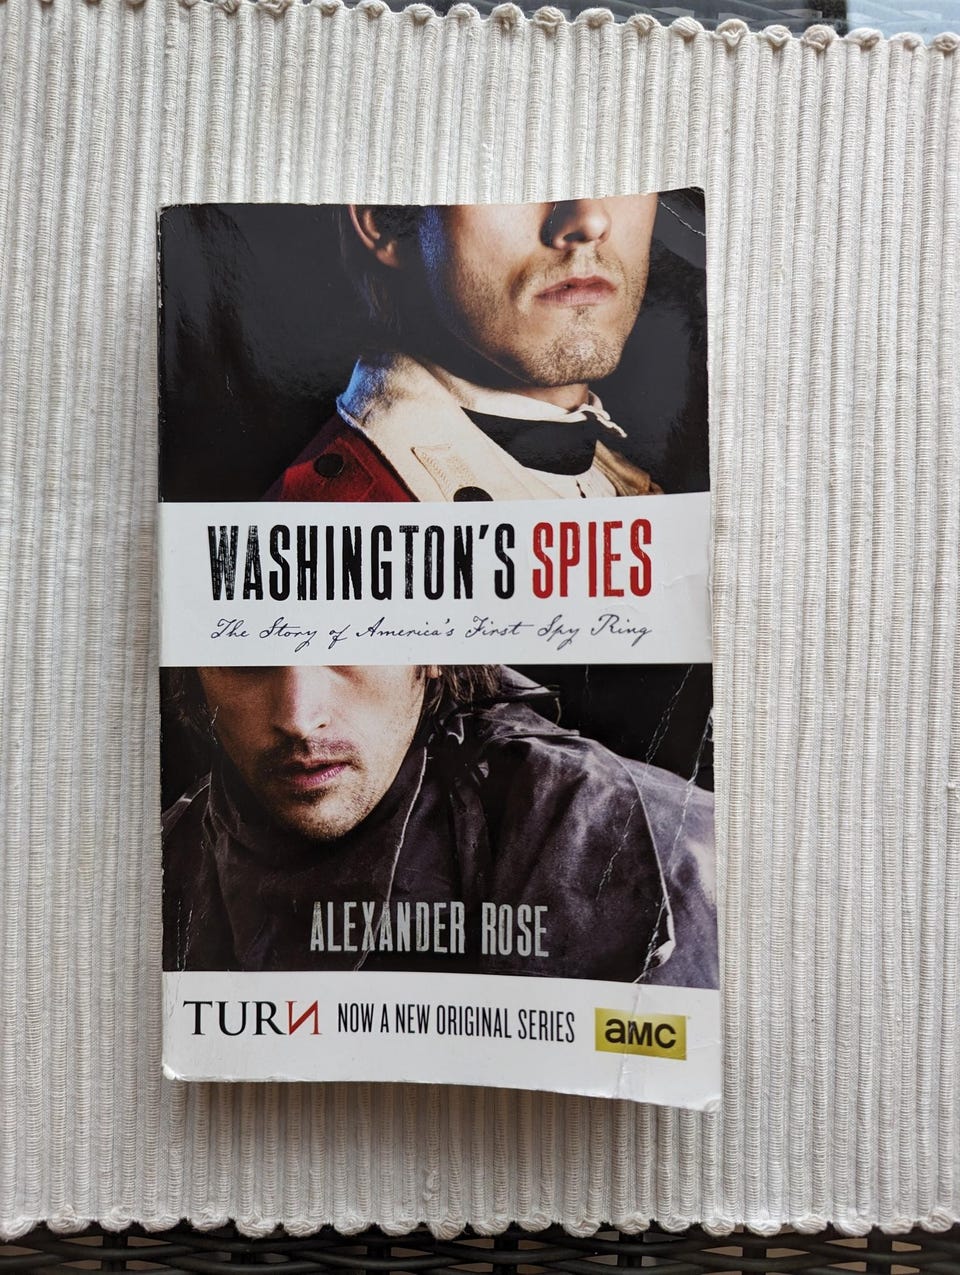 WASHINGTON'S SPIES
The Story of America's First Spy Ring
ALEXANDER ROSE
TURN NOW A NEW ORIGINAL SERIES aMC